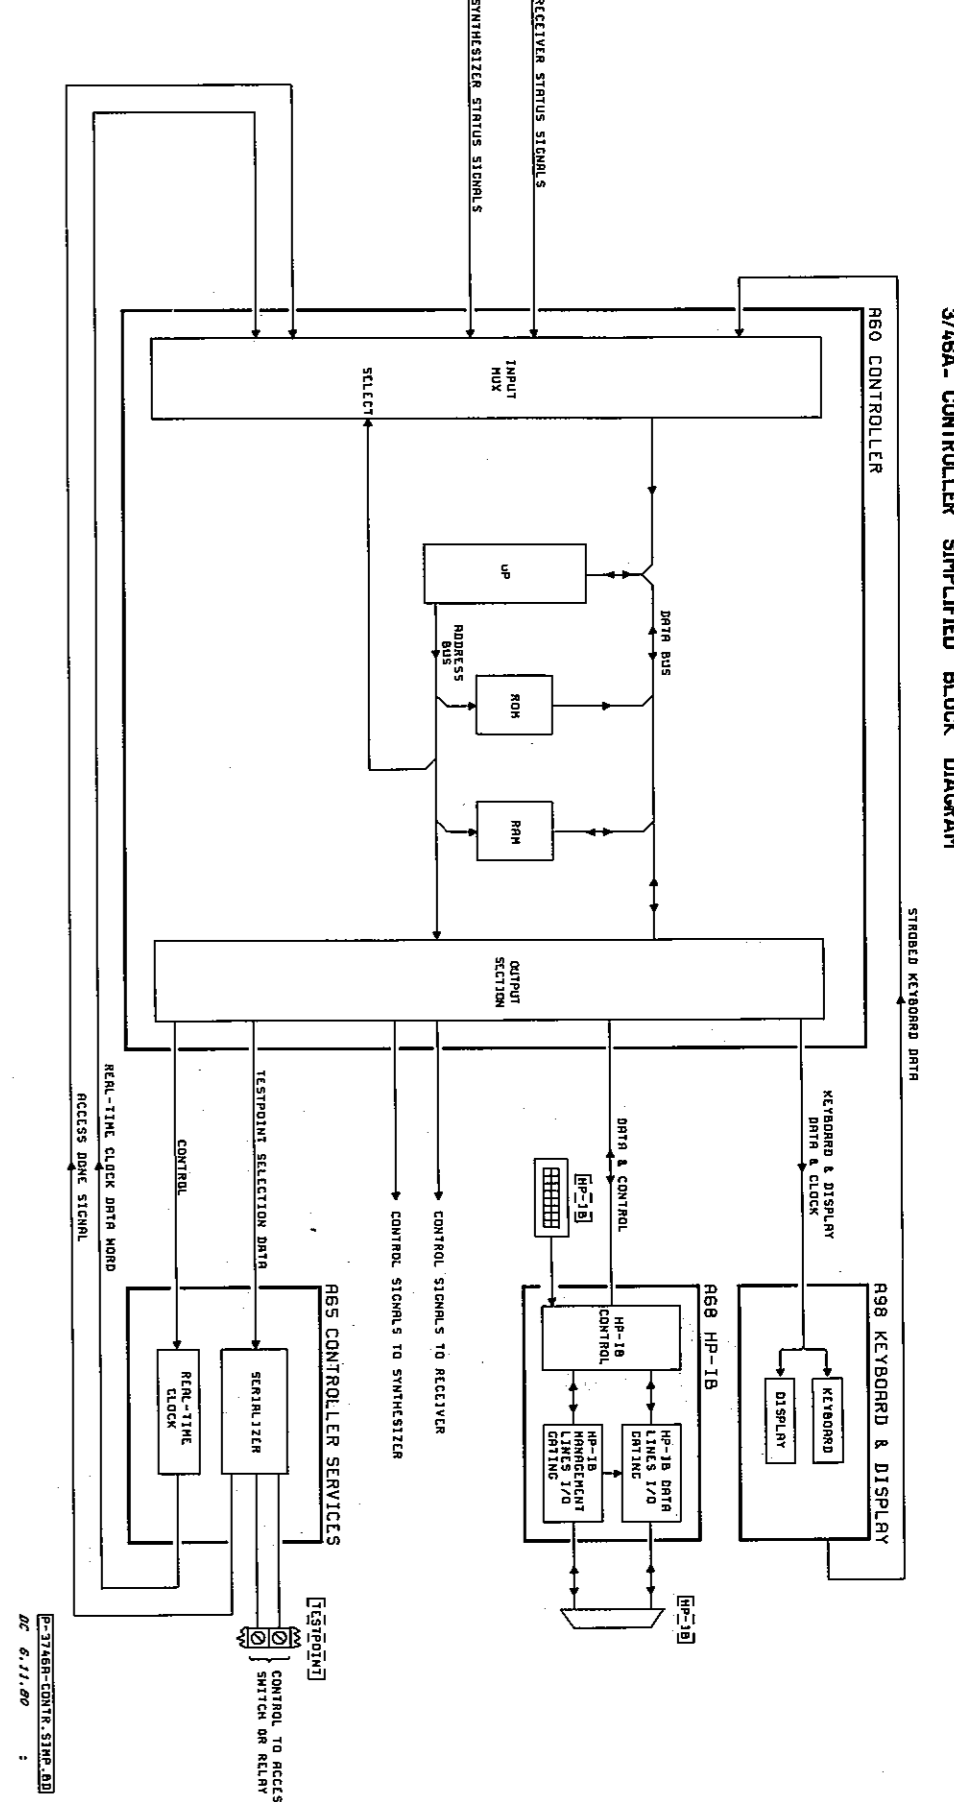 3746A- CONTROLLER SIMPLIFIED BLOCK DIAGRAM
STROBED KEYBOARD DATA
A60 CONTROLLER
KEYBOARD & DISPLAY
DATA & CLOCK
A98 KEYBOARD & DISPLAY
KEYBOARD
DISPLAY
RECEIVER STATUS SIGNALS
SYNTHESIZER STATUS SIGNALS
INPUT
MUX
SELECT
DATA BUS
uP
ADDRESS
BUS
ROM
RAM
OUTPUT
SECTION
DATA & CONTROL
HP-IB
A68 HP-IB
HP-IB
CONTROL
HP-IB DATA
LINES I/O
GATING
HP-IB
MANAGEMENT
LINES I/O
GATING
HP-IB
CONTROL SIGNALS TO RECEIVER
CONTROL SIGNALS TO SYNTHESIZER
A65 CONTROLLER SERVICES
TESTPOINT SELECTION DATA
SERIALIZER
CONTROL
REAL-TIME
CLOCK
TESTPOINT
CONTROL TO ACCES
SWITCH OR RELAY
REAL-TIME CLOCK DATA WORD
ACCESS DONE SIGNAL
P-3746A-CONTR.SIMP.BD
DC 6.11.80 :